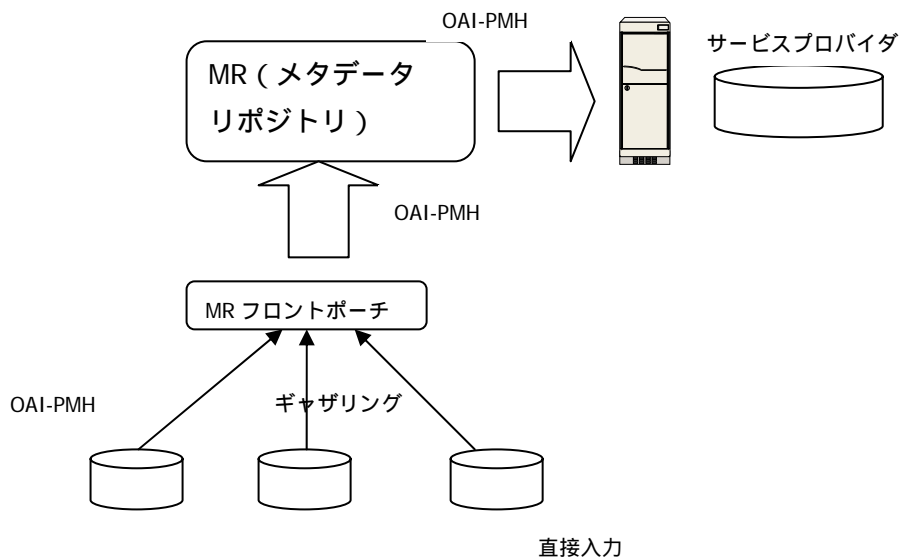 OAI-PMH
サービスプロバイダ
MR（メタデータ
リポジトリ）
OAI-PMH
MR フロントポーチ
OAI-PMH
ギャザリング
直接入力